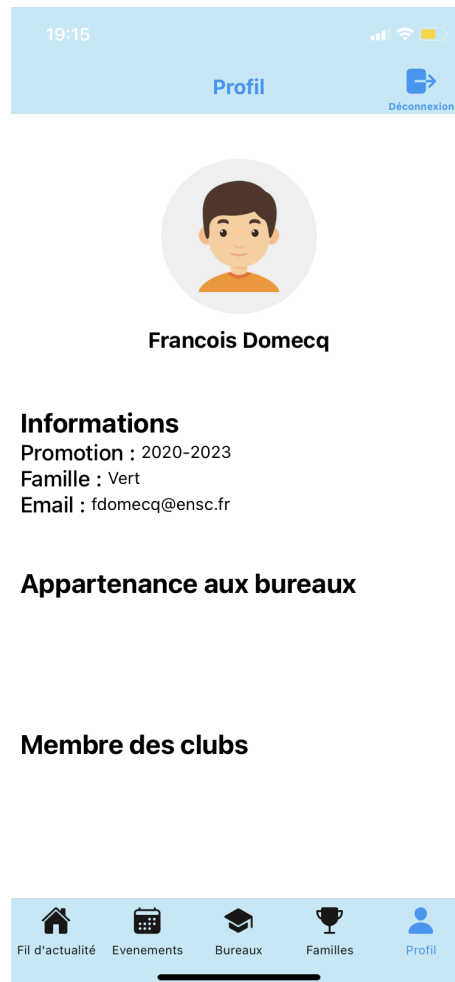 19:15
Profil
Déconnexion
Francois Domecq
Informations
Promotion : 2020-2023
Famille : Vert
Email : fdomecq@ensc.fr
Appartenance aux bureaux
Membre des clubs
Fil d'actualité Evenements Bureaux Familles Profil